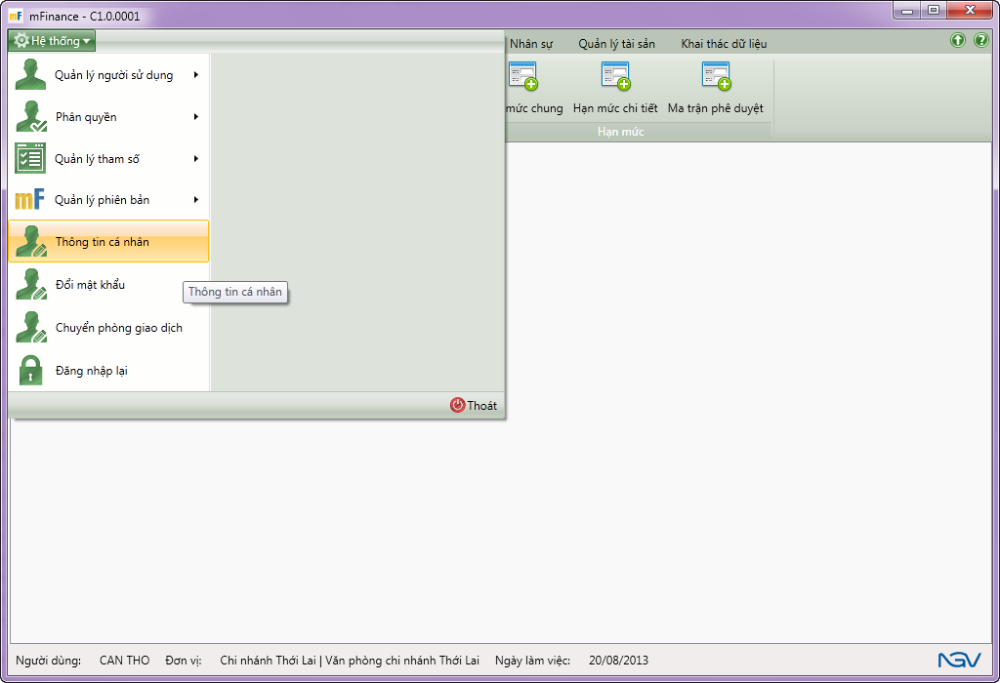 mF mFinance - C1.0.0001
Hệ thống
Nhân sự Quản lý tài sản Khai thác dữ liệu
Quản lý người sử dụng
Phân quyền
Quản lý tham số
mF Quản lý phiên bản
Thông tin cá nhân
Đổi mật khẩu
Chuyển phòng giao dịch
Đăng nhập lại
Thông tin cá nhân
Thoát
mức chung Hạn mức chi tiết Ma trận phê duyệt
Hạn mức
Người dùng: CAN THO Đơn vị: Chi nhánh Thới Lai | Văn phòng chi nhánh Thới Lai Ngày làm việc: 20/08/2013
NGV